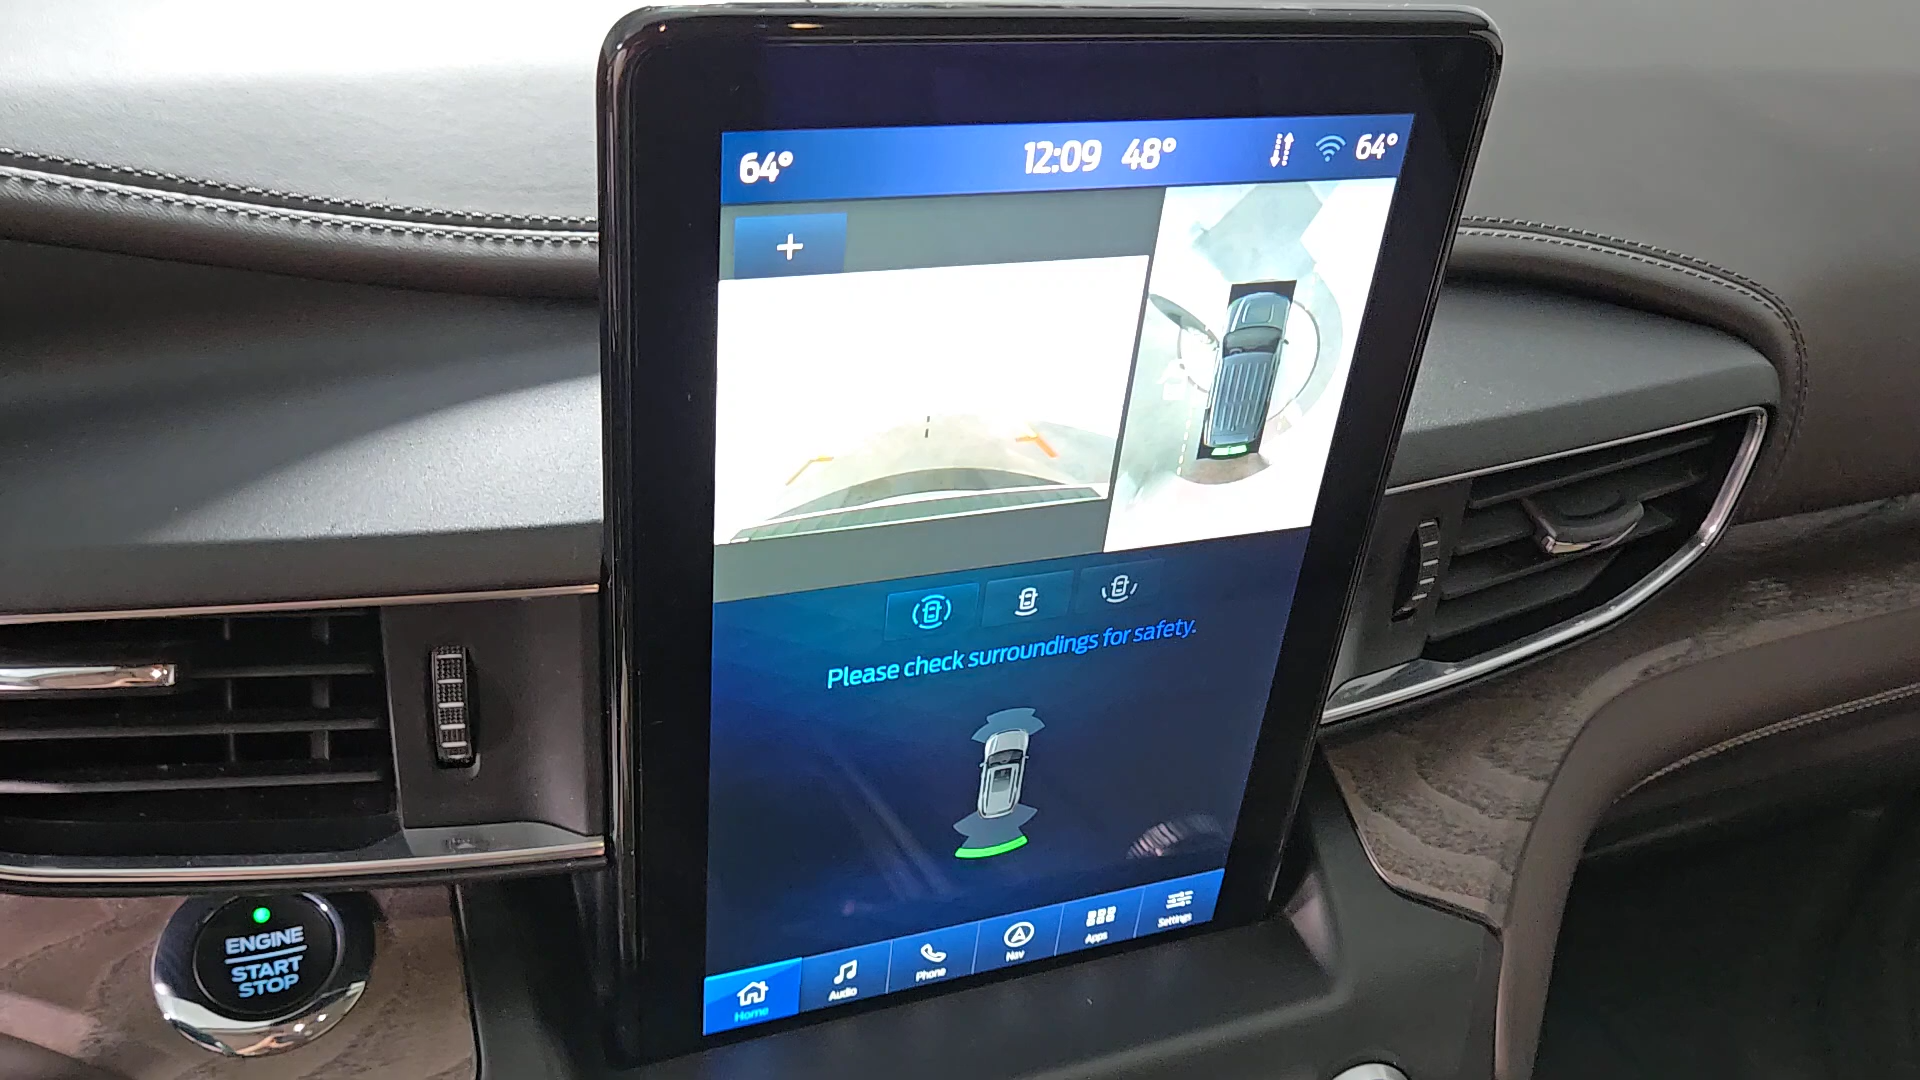 64° 12:09 48° 64°
+
Please check surroundings for safety.
Home Audio Phone Nav Apps Settings
ENGINE
START
STOP